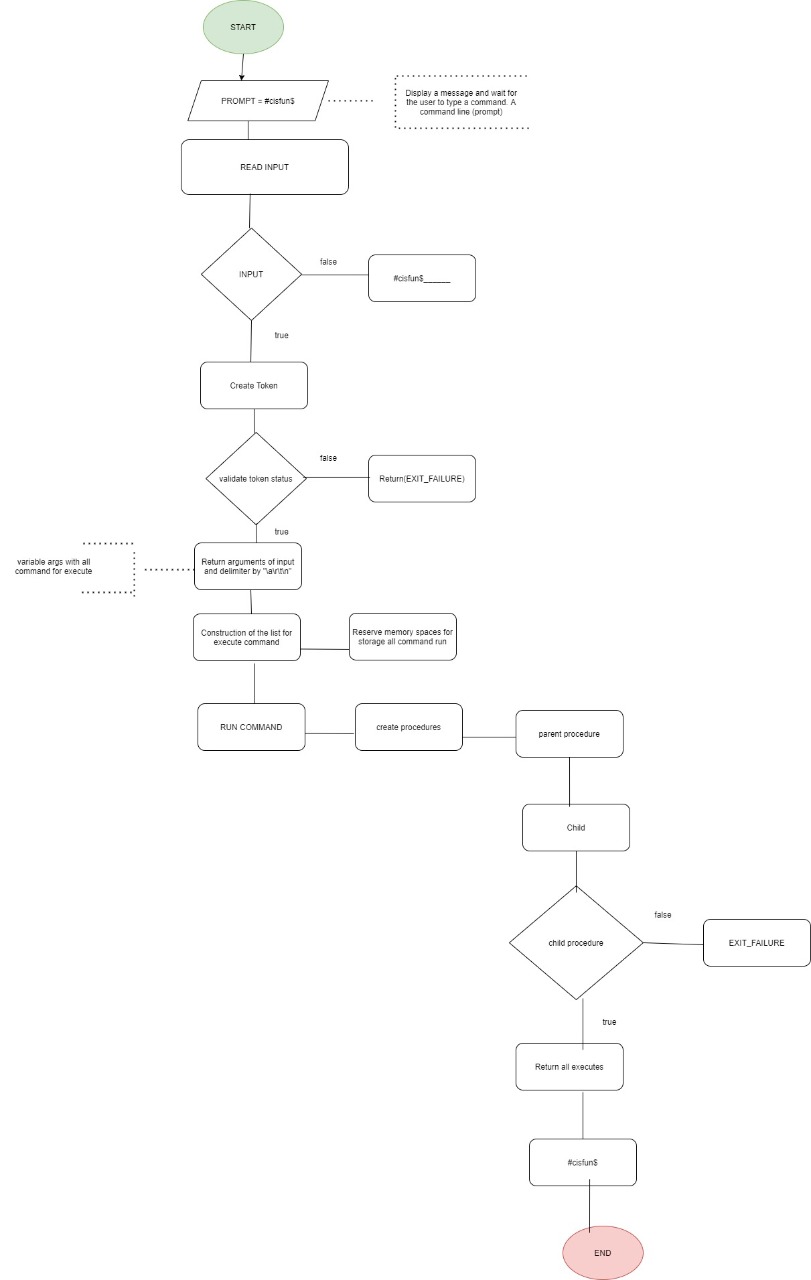 START
PROMPT = #cisfun$
Display a message and wait for
the user to type a command. A
command line (prompt)
READ INPUT
INPUT
false
#cisfun$______
true
Create Token
validate token status
false
Return(EXIT_FAILURE)
true
variable args with all
command for execute
Return arguments of input
and delimiter by "\a\r\t\n"
Construction of the list for
execute command
Reserve memory spaces for
storage all command run
RUN COMMAND
create procedures
parent procedure
Child
child procedure
false
EXIT_FAILURE
true
Return all executes
#cisfun$
END